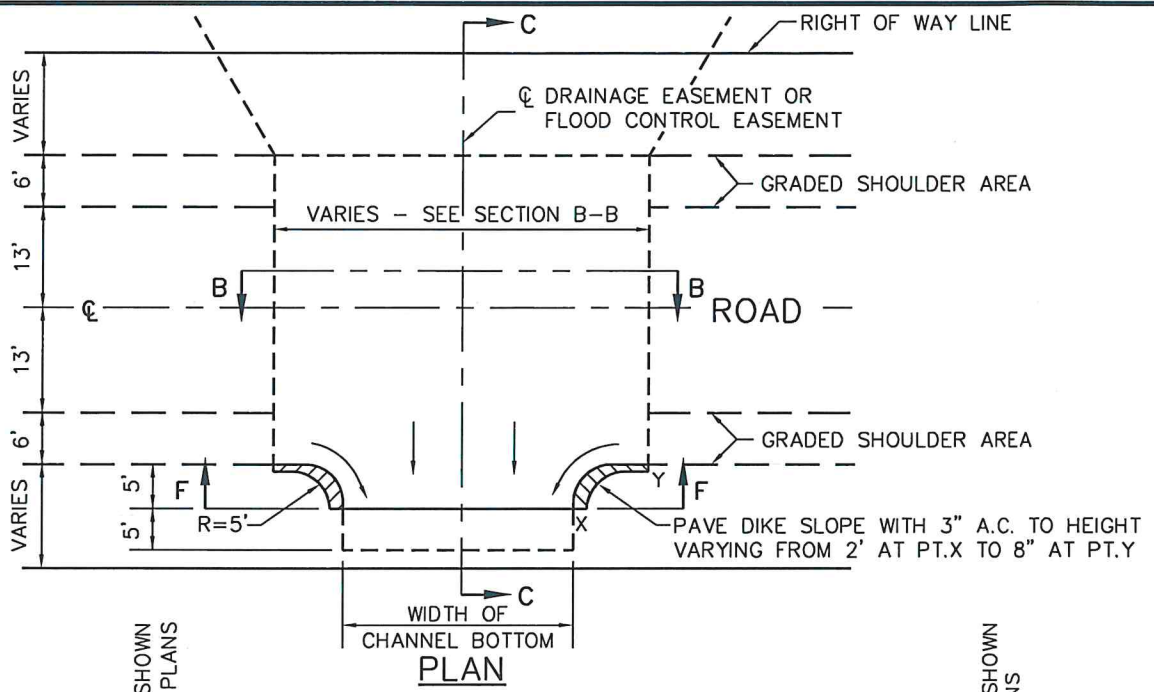 C
RIGHT OF WAY LINE
VARIES
℄ DRAINAGE EASEMENT OR
FLOOD CONTROL EASEMENT
6'
GRADED SHOULDER AREA
VARIES - SEE SECTION B-B
13'
B
B
℄
ROAD
13'
6'
GRADED SHOULDER AREA
VARIES
5'
F
Y
F
R=5'
X
5'
PAVE DIKE SLOPE WITH 3" A.C. TO HEIGHT
VARYING FROM 2' AT PT.X TO 8" AT PT.Y
C
WIDTH OF
CHANNEL BOTTOM
PLAN
SHOWN
PLANS
SHOWN
NS